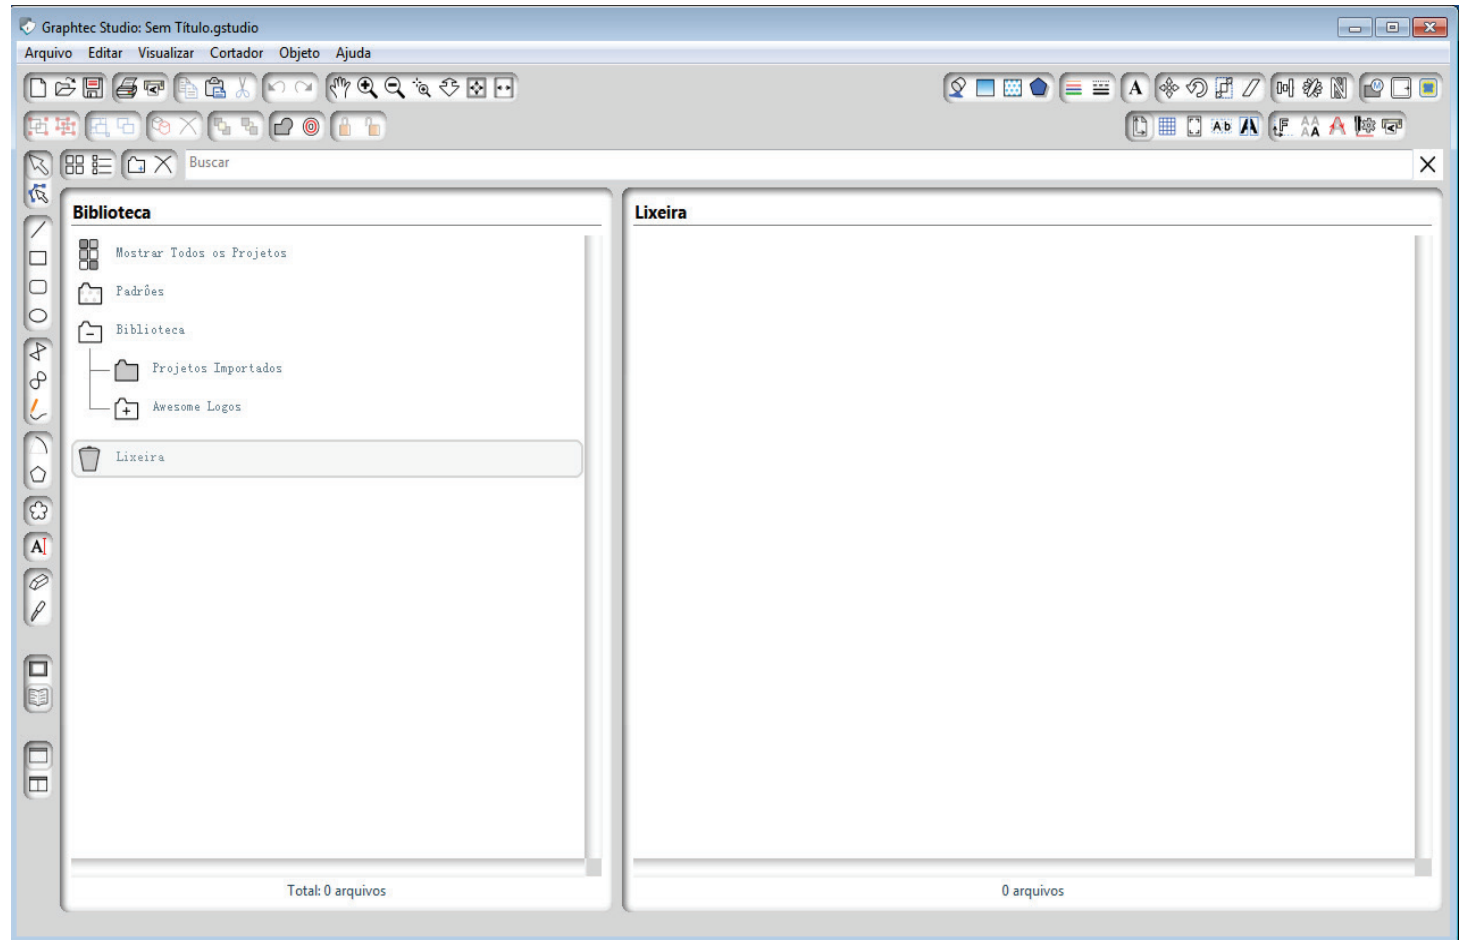 Graphtec Studio: Sem Título.gstudio
Arquivo Editar Visualizar Cortador Objeto Ajuda
Buscar
Biblioteca
Mostrar Todos os Projetos
Padrões
Biblioteca
Projetos Importados
Awesome Logos
Lixeira
Total: 0 arquivos
Lixeira
0 arquivos